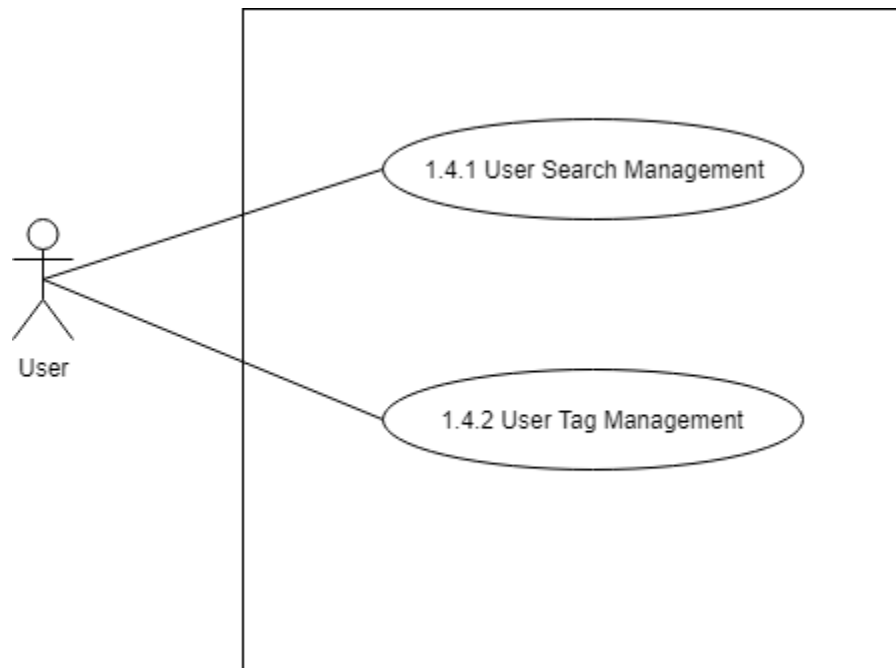 1.4.1 User Search Management
User
1.4.2 User Tag Management